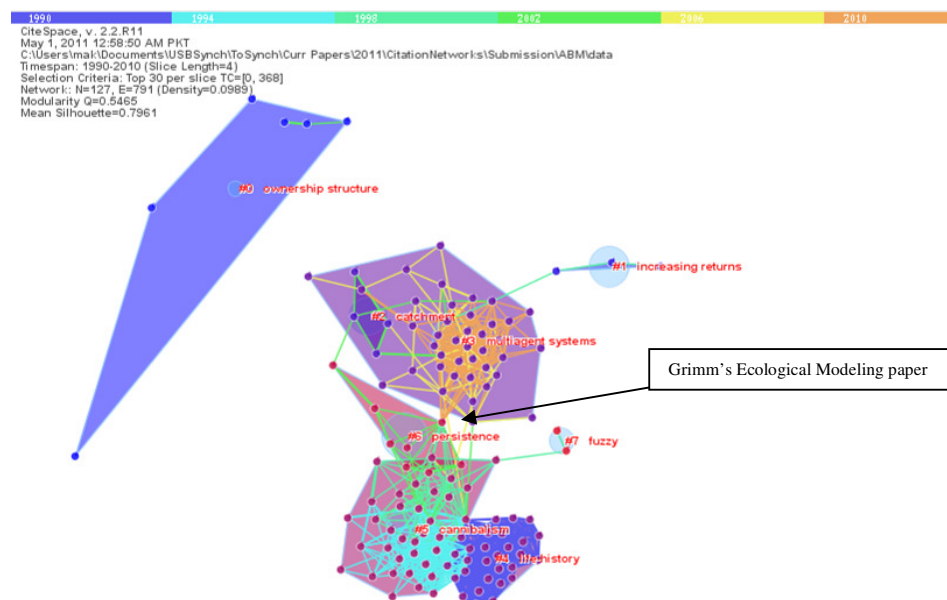 1990 1994 1998 2002 2006 2010
CiteSpace, v. 2.2.R11
May 1, 2011 12:58:50 AM PKT
C:\Users\mak\Documents\USBSynch\ToSynch\Curr Papers\2011\CitationNetworks\Submission\ABM\data
Timespan: 1990-2010 (Slice Length=4)
Selection Criteria: Top 30 per slice TC=[0, 368]
Network: N=127, E=791 (Density=0.0989)
Modularity Q=0.5465
Mean Silhouette=0.7961
#0 ownership structure
#1 increasing returns
#2 catchment
#3 multiagent systems
Grimm's Ecological Modeling paper
#6 persistence
#7 fuzzy
#5 cannibalism
#4 life-history